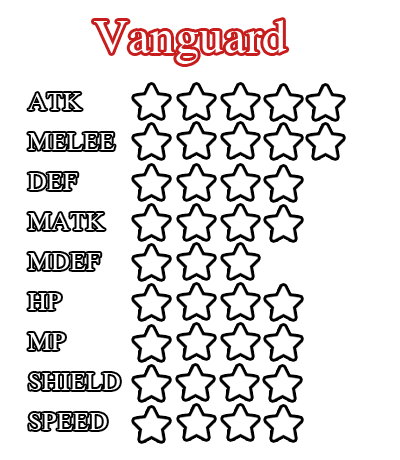 Vanguard
ATK
MELEE
DEF
MATK
MDEF
HP
MP
SHIELD
SPEED